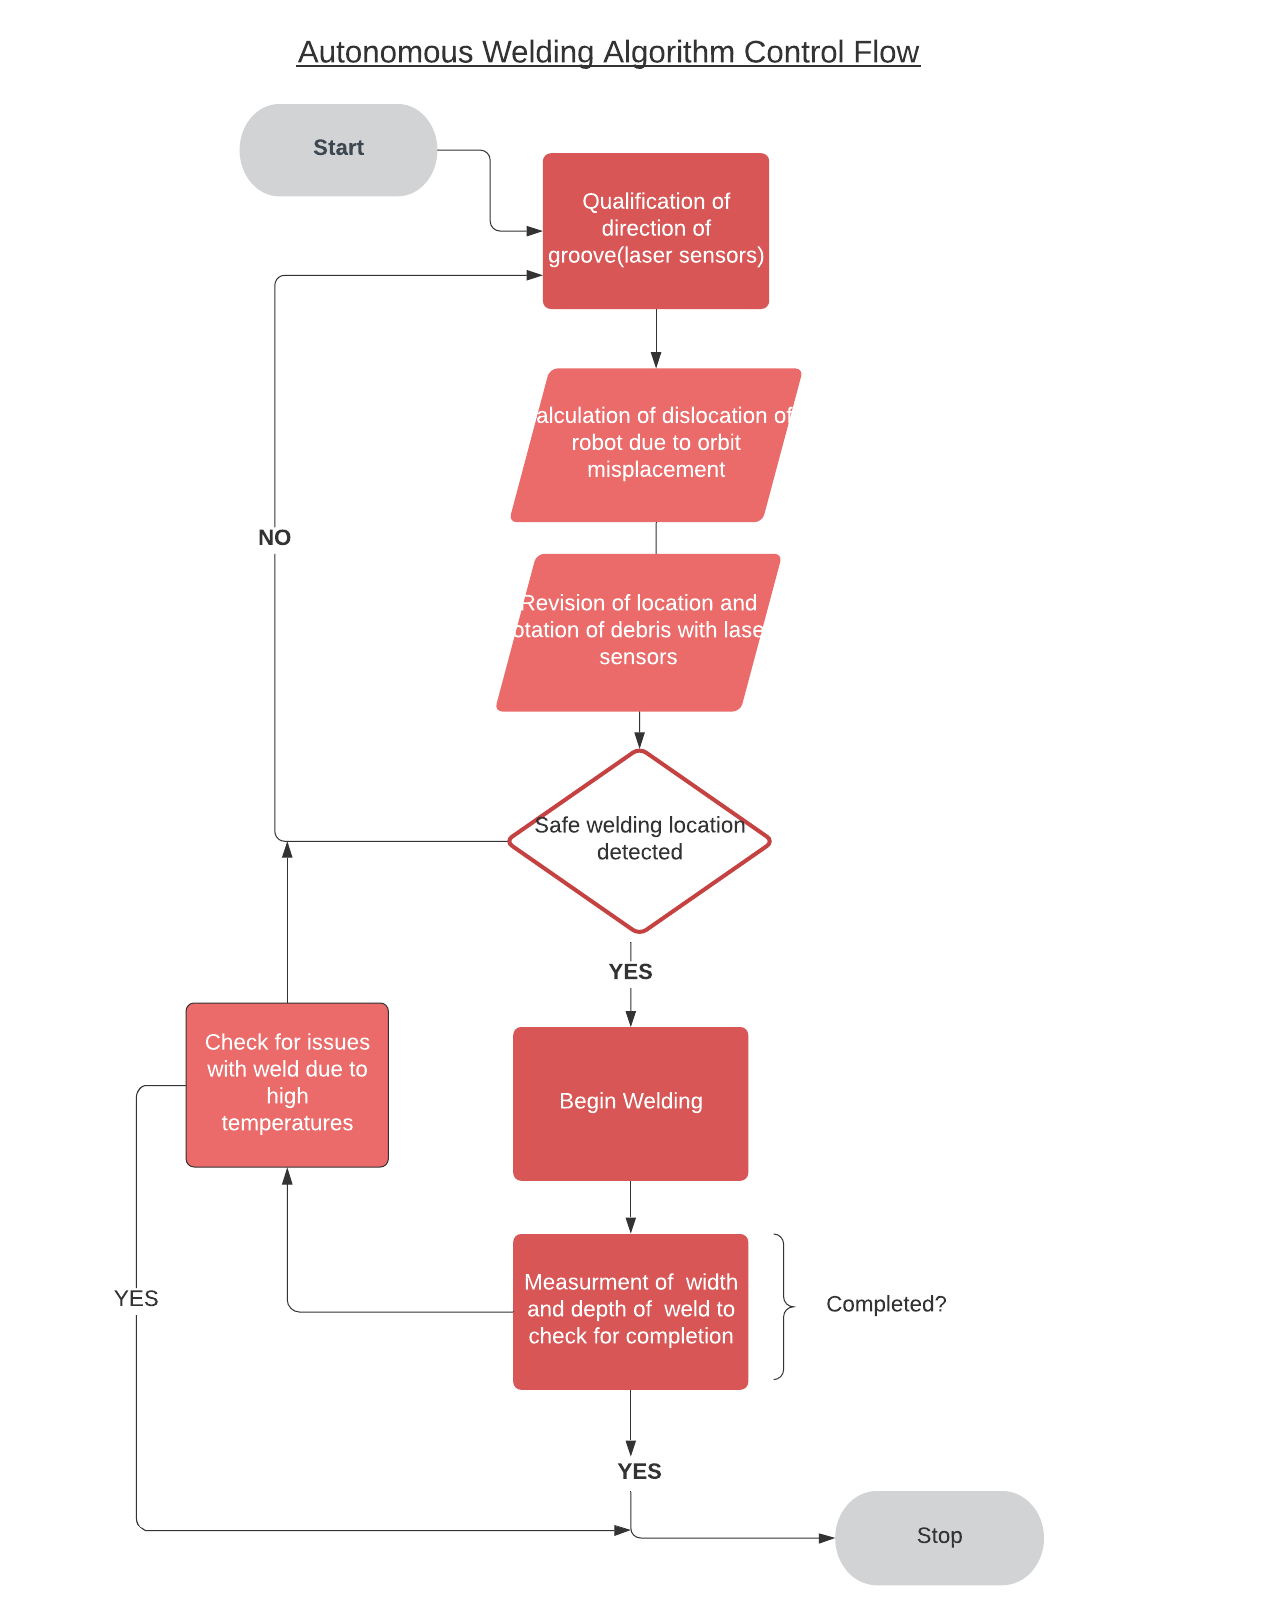 Autonomous Welding Algorithm Control Flow
Start
Qualification of
direction of
groove(laser sensors)
alculation of dislocation of
robot due to orbit
misplacement
NO
Revision of location and
otation of debris with lase
sensors
Safe welding location
detected
YES
Check for issues
with weld due to
high
temperatures
Begin Welding
YES
Measurment of  width
and depth of  weld to
check for completion
Completed?
YES
Stop